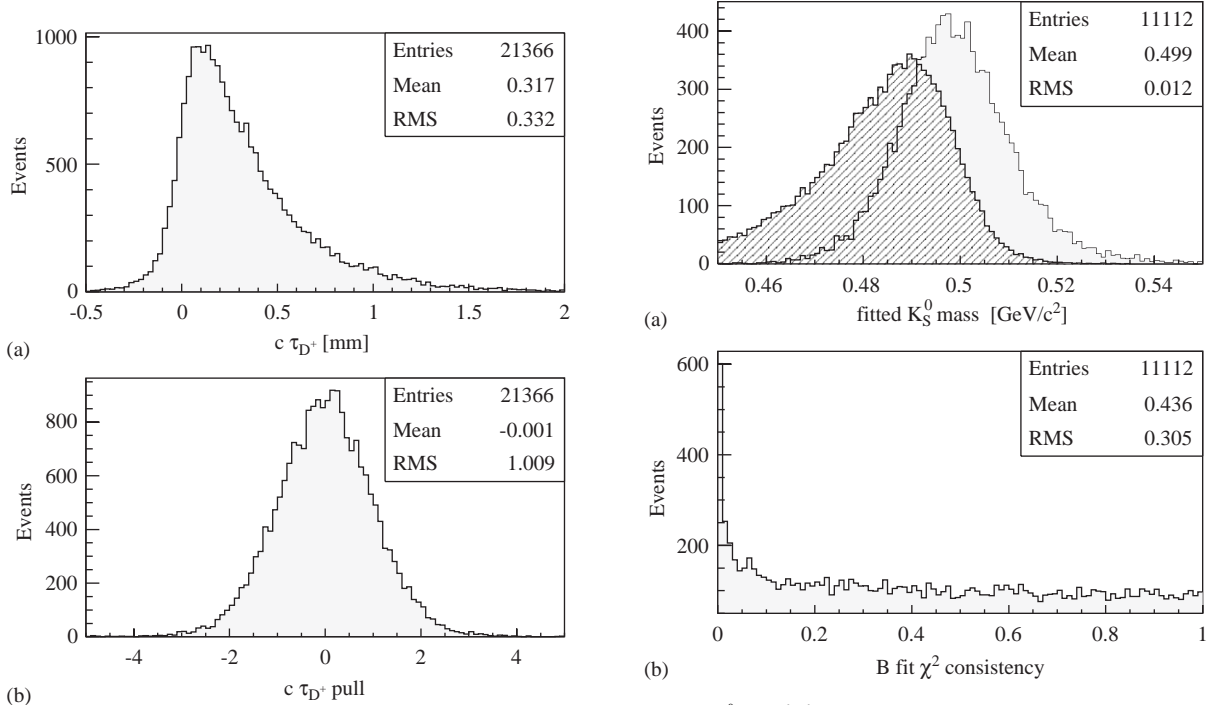 1000
500
0
Events
Entries 21366
Mean 0.317
RMS 0.332
-0.5 0 0.5 1 1.5 2
c τD+ [mm]
(a)
800
600
400
200
0
Events
Entries 21366
Mean -0.001
RMS 1.009
-4 -2 0 2 4
c τD+ pull
(b)
400
300
200
100
0
Events
Entries 11112
Mean 0.499
RMS 0.012
0.46 0.48 0.5 0.52 0.54
fitted K0S mass [GeV/c2]
(a)
600
400
200
Events
Entries 11112
Mean 0.436
RMS 0.305
0 0.2 0.4 0.6 0.8 1
B fit χ2 consistency
(b)